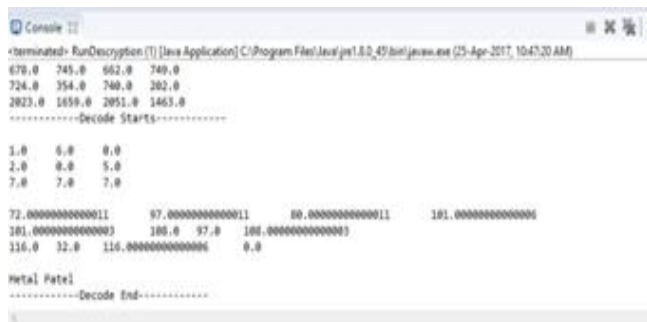 Console
<terminated> RunDescryption (1) [Java Application] C:\Program Files\Java\jre1.8.0_45\bin\javaw.exe (25-Apr-2017, 10:47:20 AM)
678.0 745.0 662.0 749.0
724.0 354.0 740.0 202.0
2023.0 1659.0 2051.0 1463.0
------------Decode Starts------------
1.0 6.0 0.0
2.0 0.0 5.0
7.0 7.0 7.0
72.00000000000011 97.00000000000011 80.00000000000011 101.00000000000006
101.00000000000003 108.0 97.0 108.00000000000003
116.0 32.0 116.00000000000006 0.0
Hetal Patel
------------Decode End------------